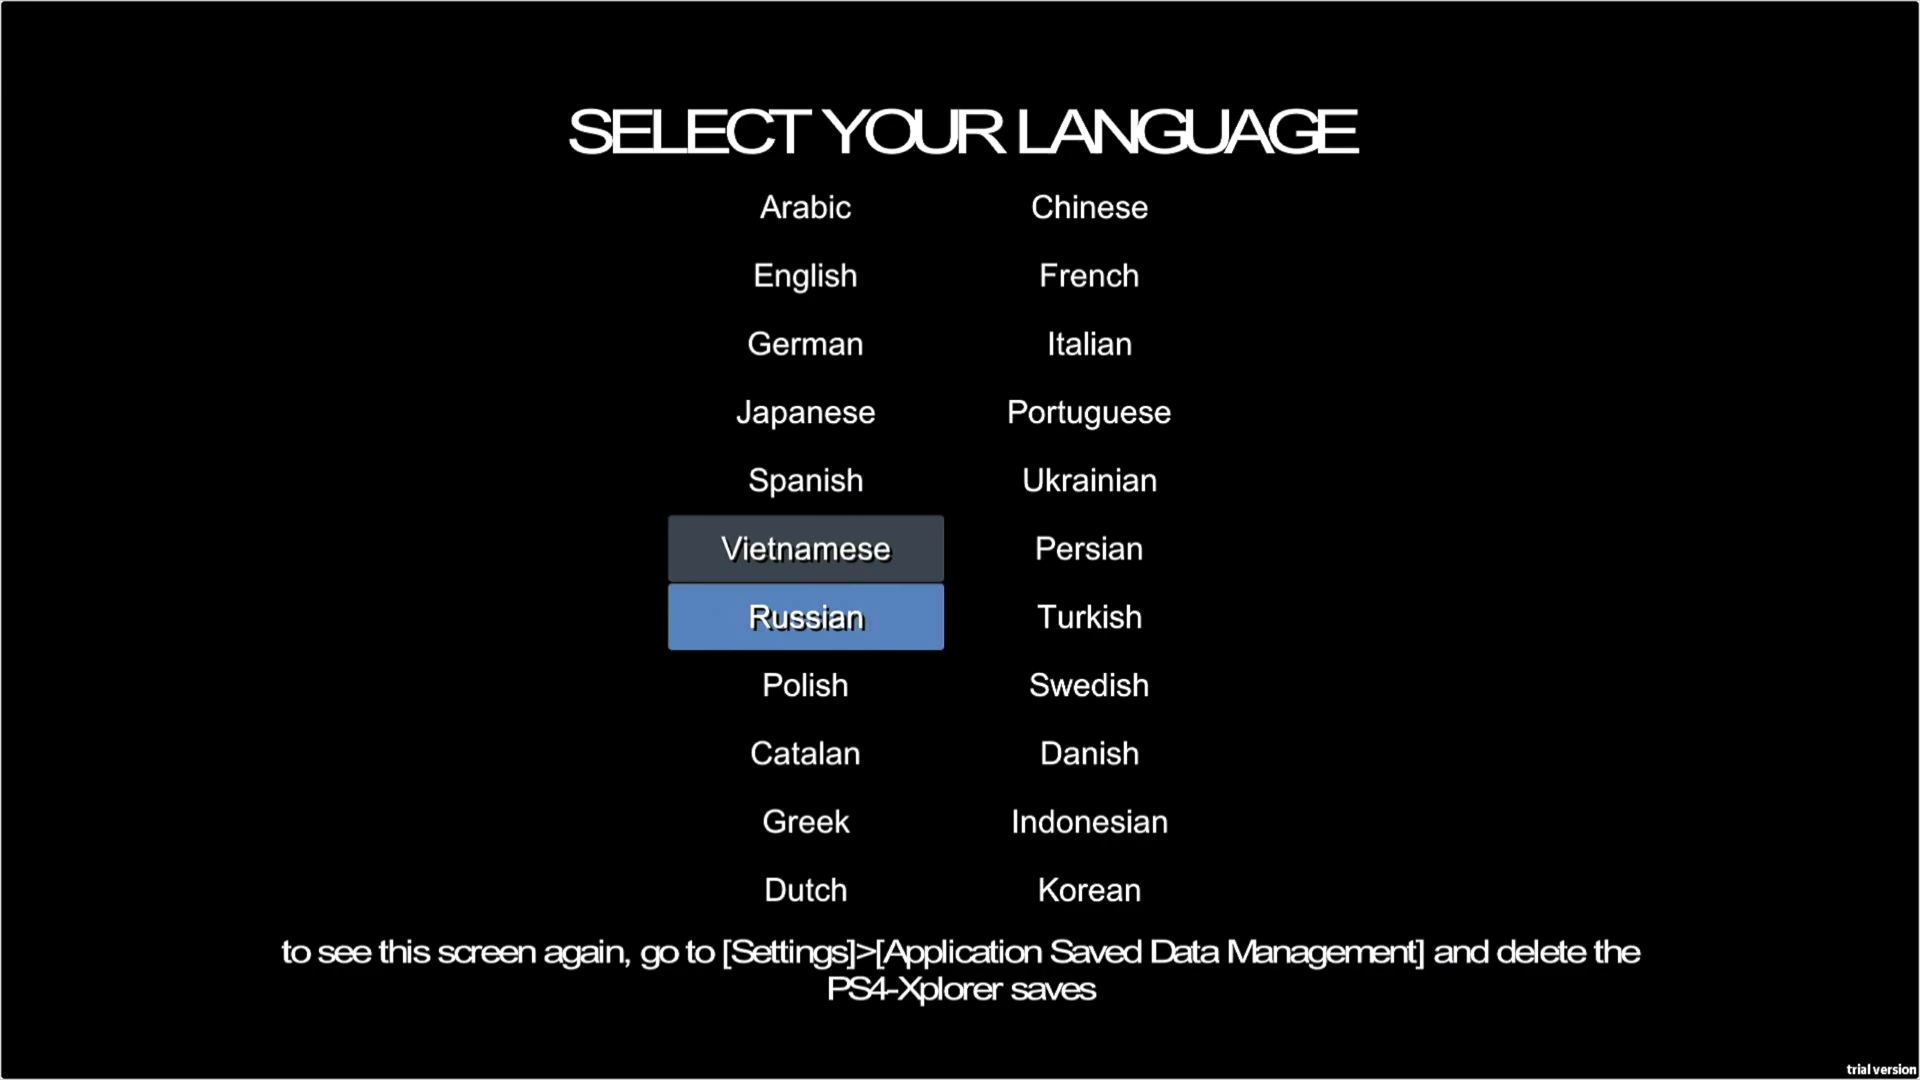 SELECT YOUR LANGUAGE
Arabic
Chinese
English
French
German
Italian
Japanese
Portuguese
Spanish
Ukrainian
Vietnamese
Persian
Russian
Turkish
Polish
Swedish
Catalan
Danish
Greek
Indonesian
Dutch
Korean
to see this screen again, go to [Settings]>[Application Saved Data Management] and delete the
PS4-Xplorer saves
trial version